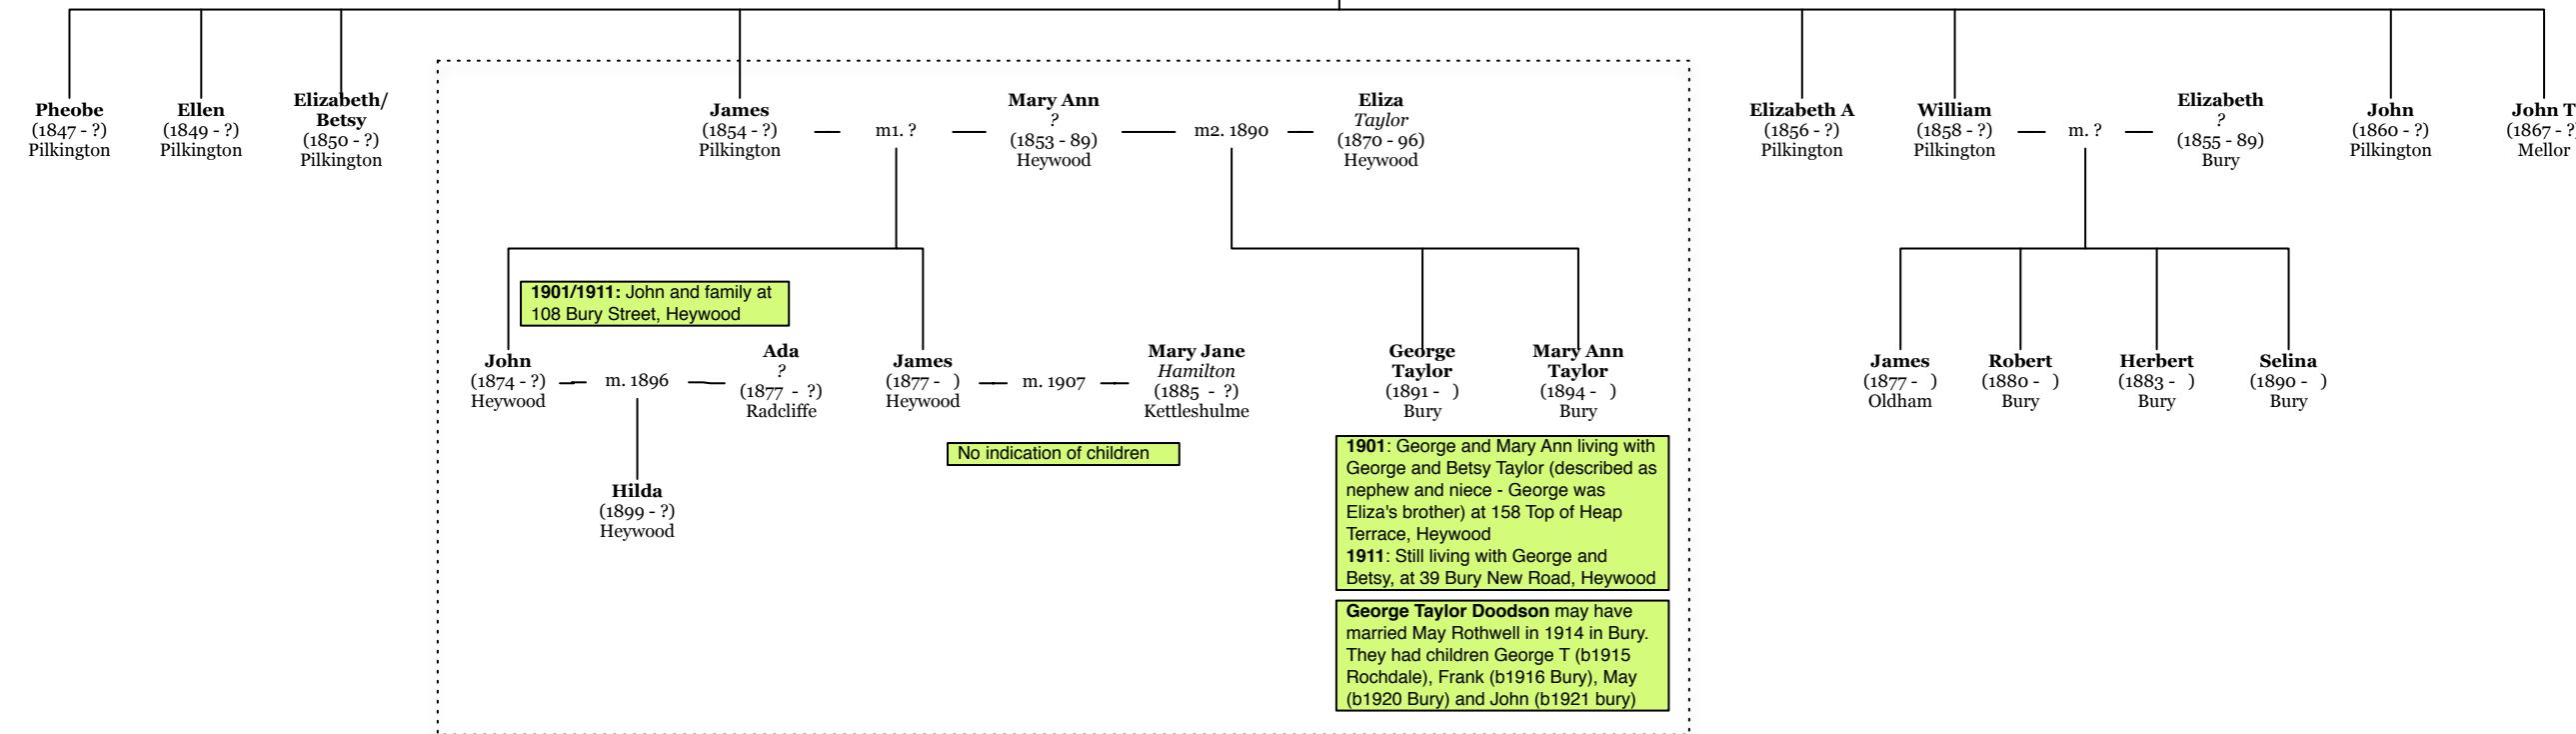 Pheobe
(1847 - ?)
Pilkington
Ellen
(1849 - ?)
Pilkington
Elizabeth/
Betsy
(1850 - ?)
Pilkington
James
(1854 - ?)
Pilkington
m1. ?
Mary Ann
?
(1853 - 89)
Heywood
m2. 1890
Eliza
Taylor
(1870 - 96)
Heywood
Elizabeth A
(1856 - ?)
Pilkington
William
(1858 - ?)
Pilkington
m. ?
Elizabeth
?
(1855 - 89)
Bury
John
(1860 - ?)
Pilkington
John T
(1867 - ?
Mellor
1901/1911: John and family at
108 Bury Street, Heywood
John
(1874 - ?)
Heywood
m. 1896
Ada
?
(1877 - ?)
Radcliffe
James
(1877 - )
Heywood
m. 1907
Mary Jane
Hamilton
(1885 - ?)
Kettleshulme
George
Taylor
(1891 - )
Bury
Mary Ann
Taylor
(1894 - )
Bury
James
(1877 - )
Oldham
Robert
(1880 - )
Bury
Herbert
(1883 - )
Bury
Selina
(1890 - )
Bury
No indication of children
Hilda
(1899 - ?)
Heywood
1901: George and Mary Ann living with
George and Betsy Taylor (described as
nephew and niece - George was
Eliza's brother) at 158 Top of Heap
Terrace, Heywood
1911: Still living with George and
Betsy, at 39 Bury New Road, Heywood
George Taylor Doodson may have
married May Rothwell in 1914 in Bury.
They had children George T (b1915
Rochdale), Frank (b1916 Bury), May
(b1920 Bury) and John (b1921 bury)